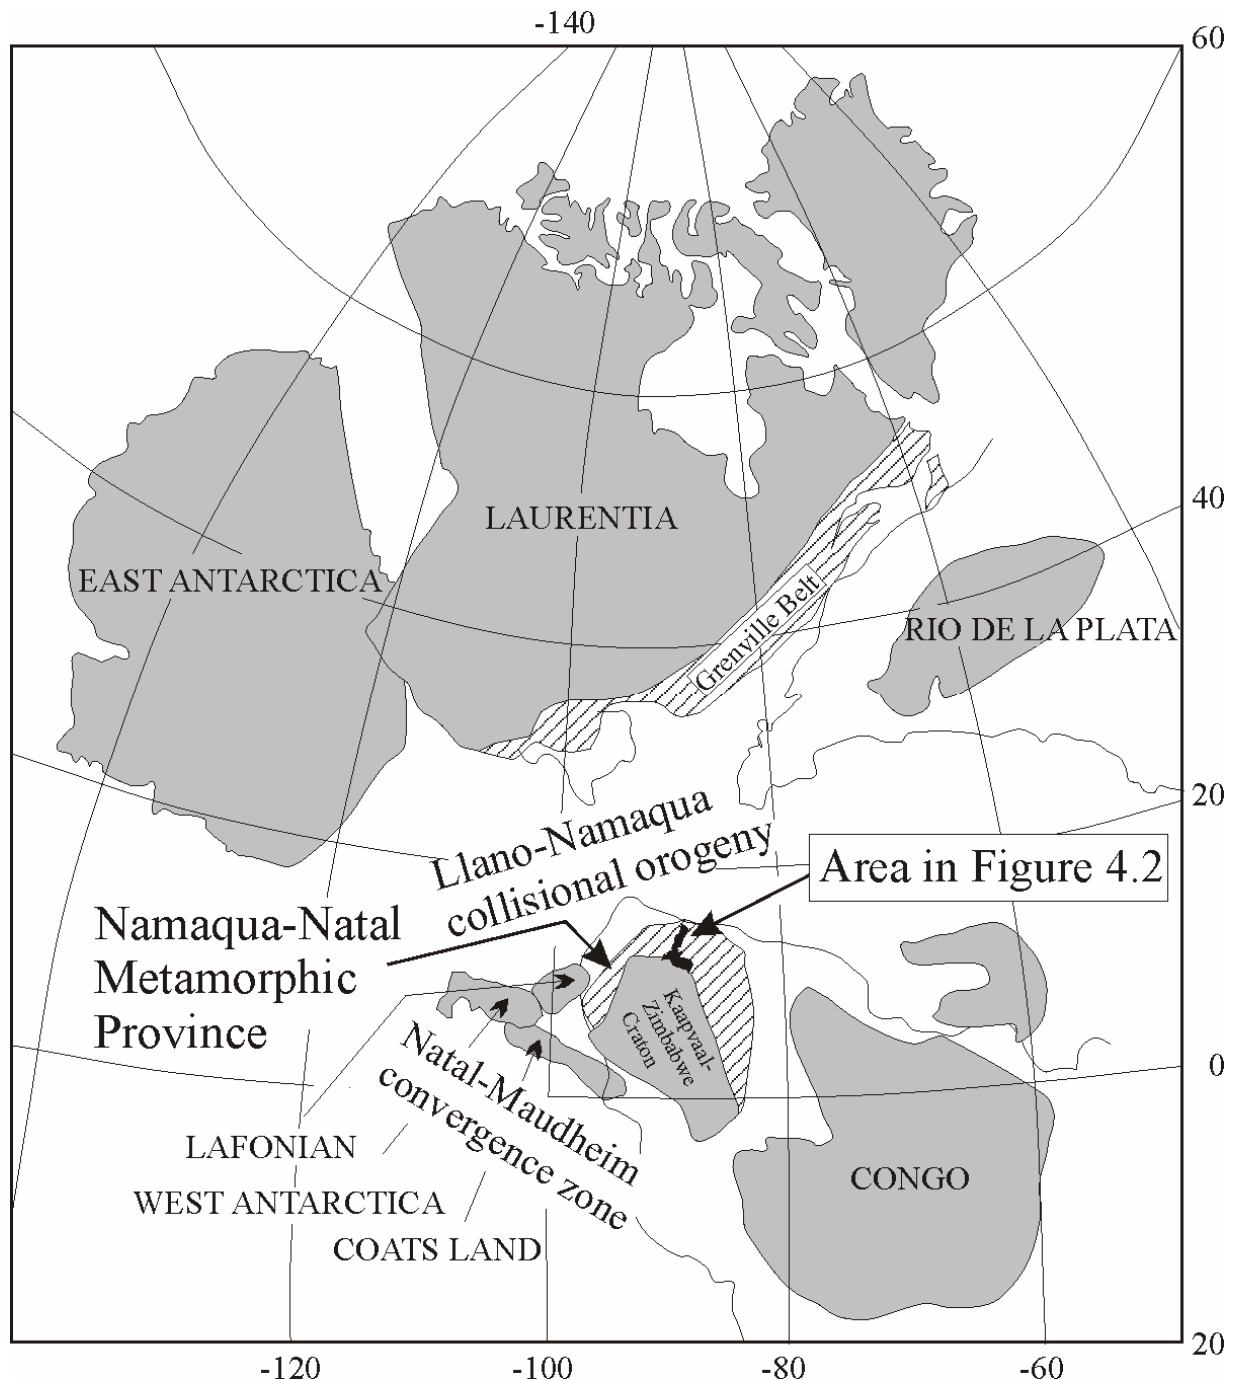 -140
60
LAURENTIA
40
EAST ANTARCTICA
Grenville Belt
RIO DE LA PLATA
20
Llano-Namaqua
collisional orogeny
Area in Figure 4.2
Namaqua-Natal
Metamorphic
Province
Kaapvaal-
Zimbabwe
Craton
Natal-Maudheim
convergence zone
0
LAFONIAN
WEST ANTARCTICA
COATS LAND
CONGO
20
-120
-100
-80
-60